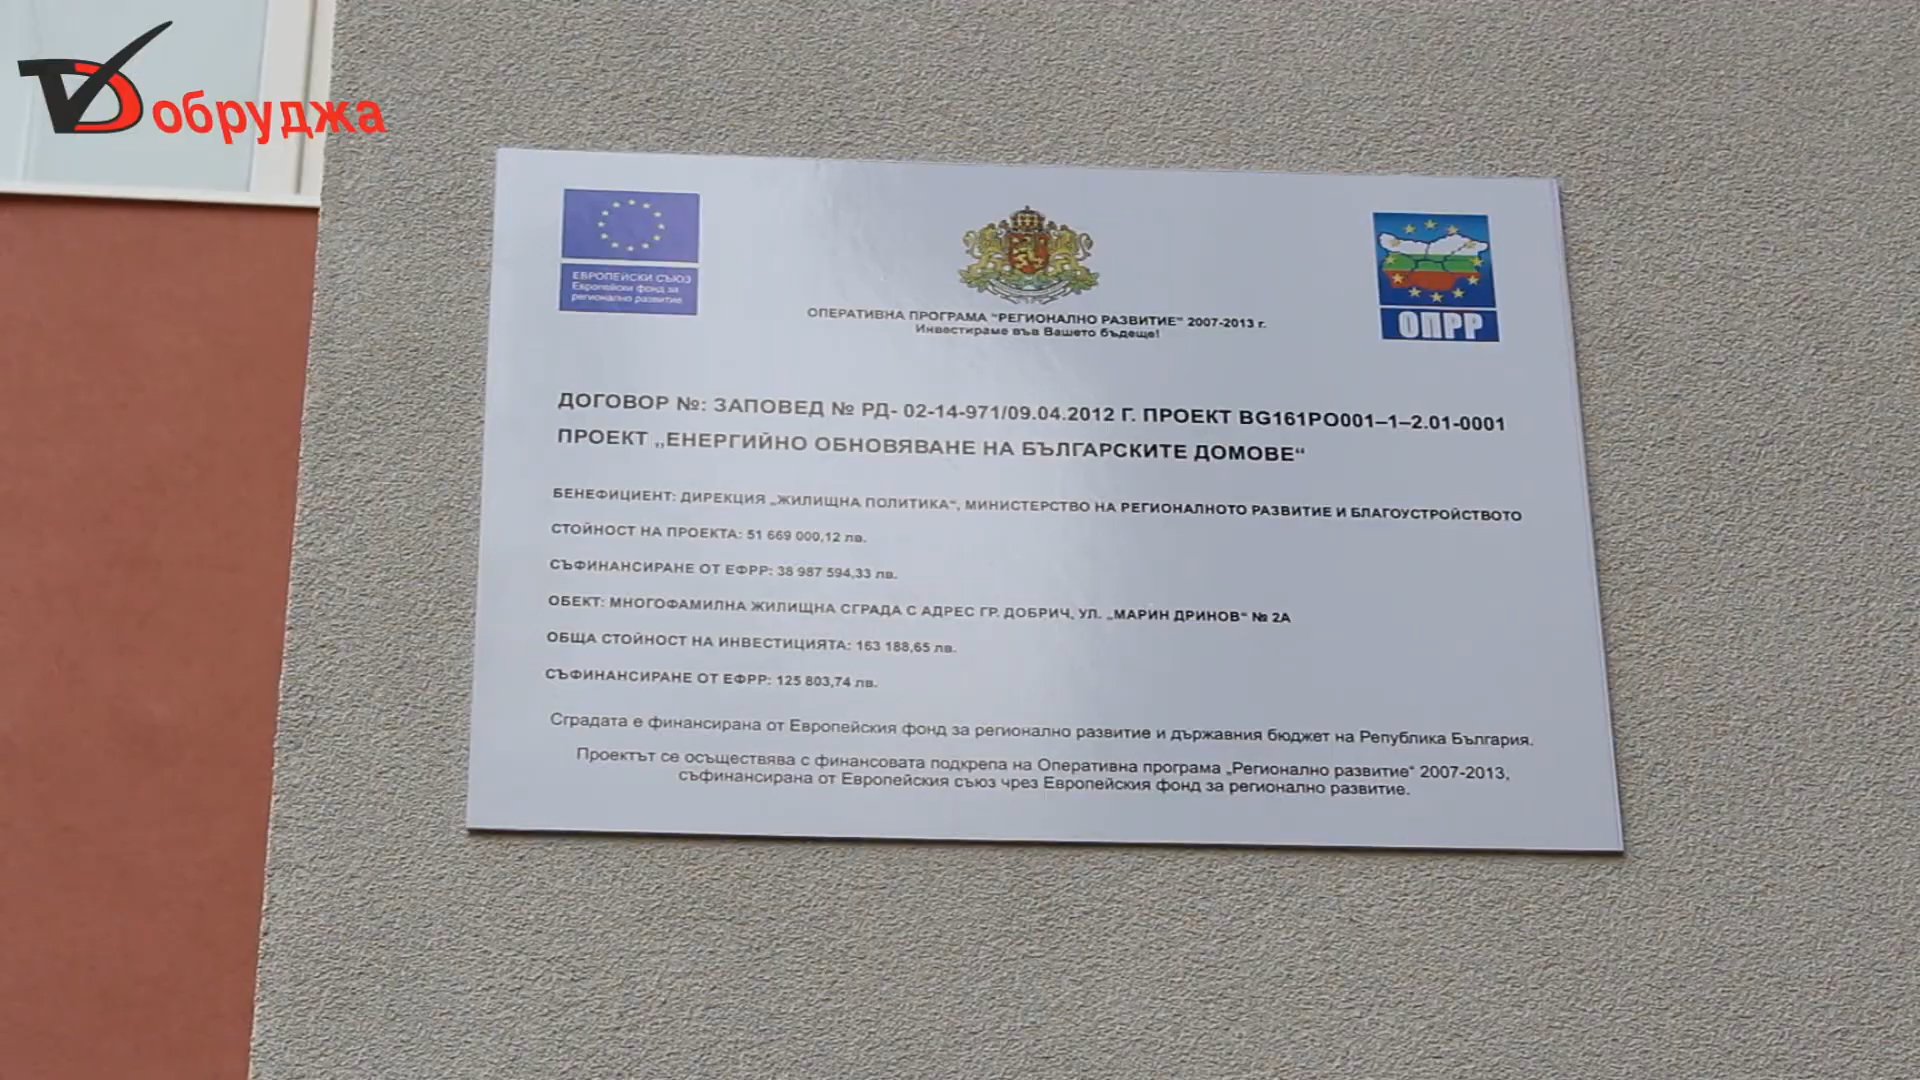 Добруджа
ЕВРОПЕЙСКИ СЪЮЗ
Европейски фонд за
регионално развитие
ОПЕРАТИВНА ПРОГРАМА "РЕГИОНАЛНО РАЗВИТИЕ" 2007-2013 г.
Инвестираме във Вашето бъдеще!
ОПРР
ДОГОВОР №: ЗАПОВЕД № РД- 02-14-971/09.04.2012 Г. ПРОЕКТ BG161PO001–1–2.01-0001
ПРОЕКТ „ЕНЕРГИЙНО ОБНОВЯВАНЕ НА БЪЛГАРСКИТЕ ДОМОВЕ“
БЕНЕФИЦИЕНТ: ДИРЕКЦИЯ „ЖИЛИЩНА ПОЛИТИКА“, МИНИСТЕРСТВО НА РЕГИОНАЛНОТО РАЗВИТИЕ И БЛАГОУСТРОЙСТВОТО
СТОЙНОСТ НА ПРОЕКТА: 51 669 000,12 лв.
СЪФИНАНСИРАНЕ ОТ ЕФРР: 38 987 594,33 лв.
ОБЕКТ: МНОГОФАМИЛНА ЖИЛИЩНА СГРАДА С АДРЕС ГР. ДОБРИЧ, УЛ. „МАРИН ДРИНОВ“ № 2А
ОБЩА СТОЙНОСТ НА ИНВЕСТИЦИЯТА: 163 188,65 лв.
СЪФИНАНСИРАНЕ ОТ ЕФРР: 125 803,74 лв.
Сградата е финансирана от Европейския фонд за регионално развитие и държавния бюджет на Република България.
Проектът се осъществява с финансовата подкрепа на Оперативна програма „Регионално развитие“ 2007-2013,
съфинансирана от Европейския съюз чрез Европейския фонд за регионално развитие.